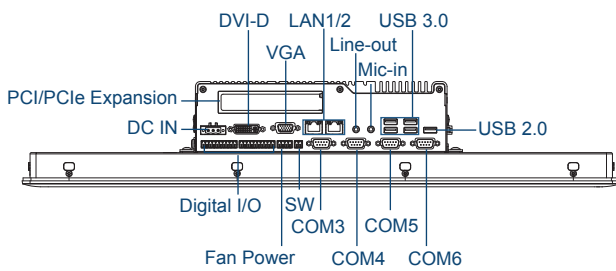 DVI-D LAN1/2 USB 3.0
VGA Line-out
Mic-in
PCI/PCIe Expansion
DC IN USB 2.0
Digital I/O SW
COM3 COM5
Fan Power COM4 COM6